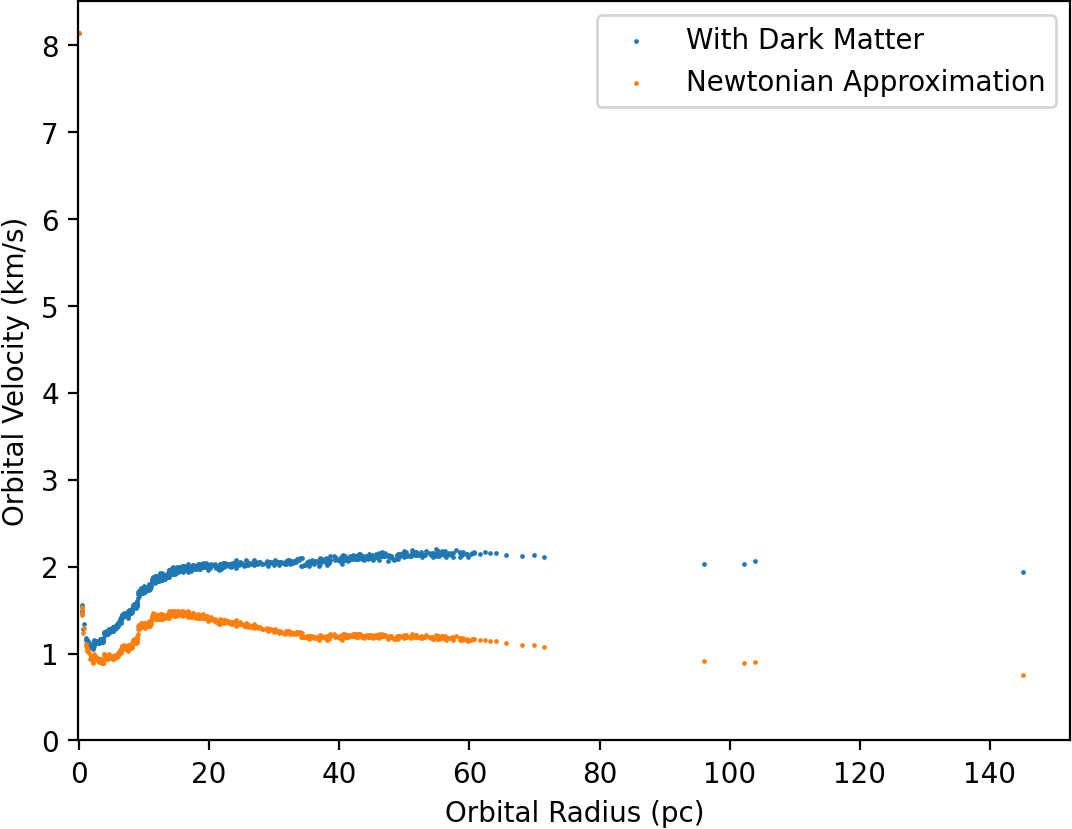 With Dark Matter
Newtonian Approximation
Orbital Velocity (km/s)
8
7
6
5
4
3
2
1
0
0 20 40 60 80 100 120 140
Orbital Radius (pc)